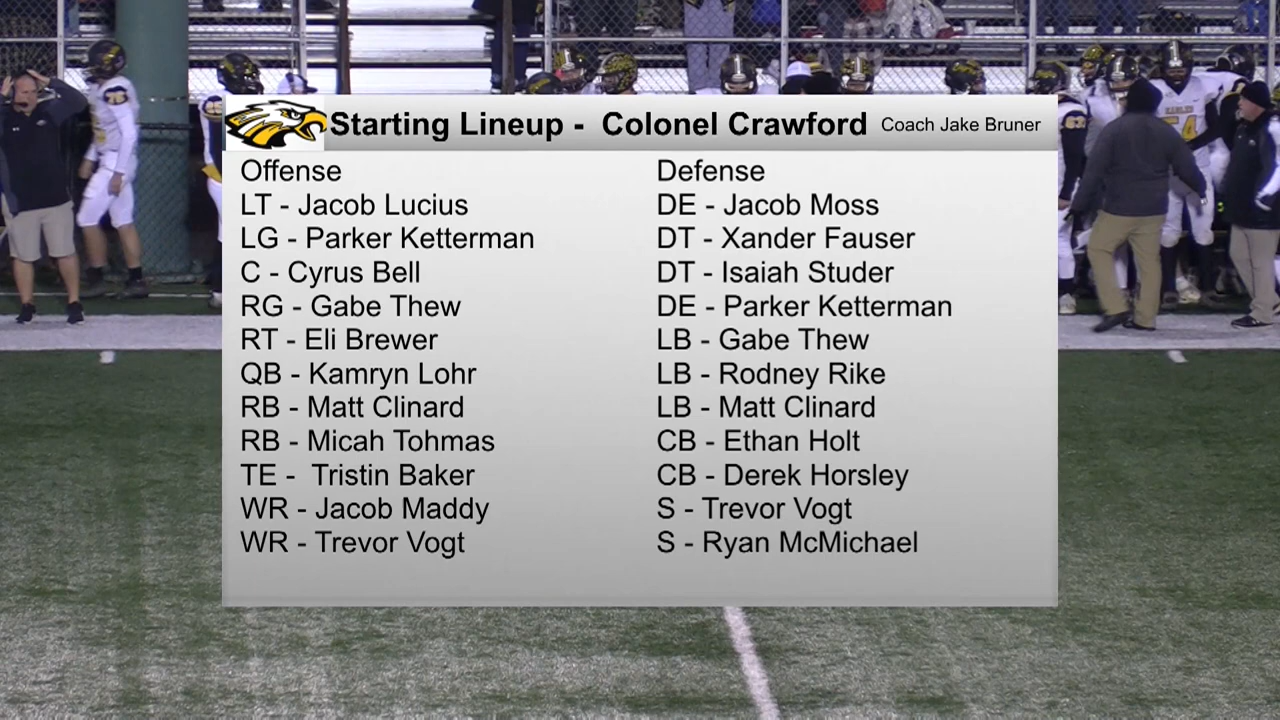 Starting Lineup -  Colonel Crawford Coach Jake Bruner
Offense
LT - Jacob Lucius
LG - Parker Ketterman
C - Cyrus Bell
RG - Gabe Thew
RT - Eli Brewer
QB - Kamryn Lohr
RB - Matt Clinard
RB - Micah Tohmas
TE -  Tristin Baker
WR - Jacob Maddy
WR - Trevor Vogt
Defense
DE - Jacob Moss
DT - Xander Fauser
DT - Isaiah Studer
DE - Parker Ketterman
LB - Gabe Thew
LB - Rodney Rike
LB - Matt Clinard
CB - Ethan Holt
CB - Derek Horsley
S - Trevor Vogt
S - Ryan McMichael